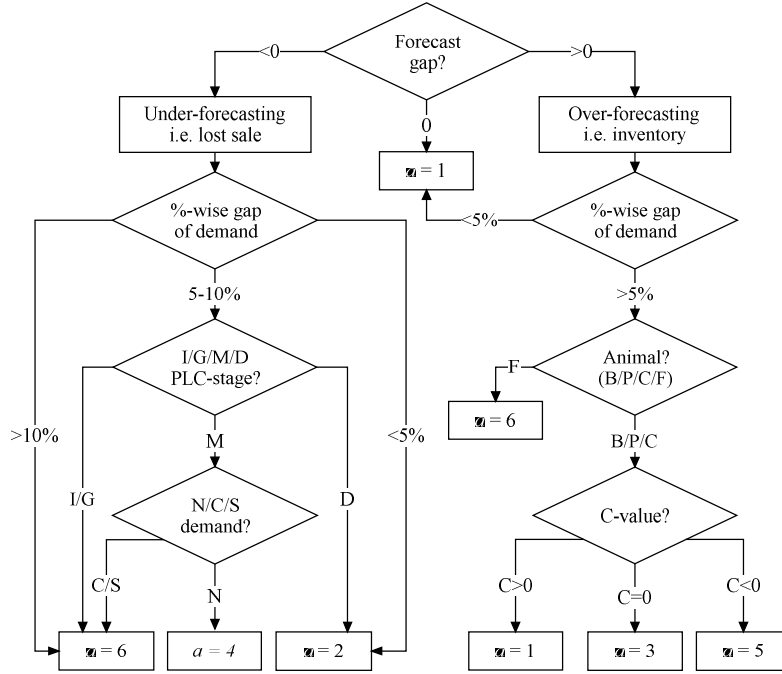 Forecast
gap?
<0
>0
0
Under-forecasting
i.e. lost sale
Over-forecasting
i.e. inventory
= 1
%-wise gap
of demand
<5%
%-wise gap
of demand
5-10%
>5%
I/G/M/D
PLC-stage?
Animal?
(B/P/C/F)
F
= 6
>10%
M
<5%
B/P/C
I/G
N/C/S
demand?
D
C-value?
C/S
N
C>0
C=0
C<0
= 6
a = 4
= 2
= 1
= 3
= 5